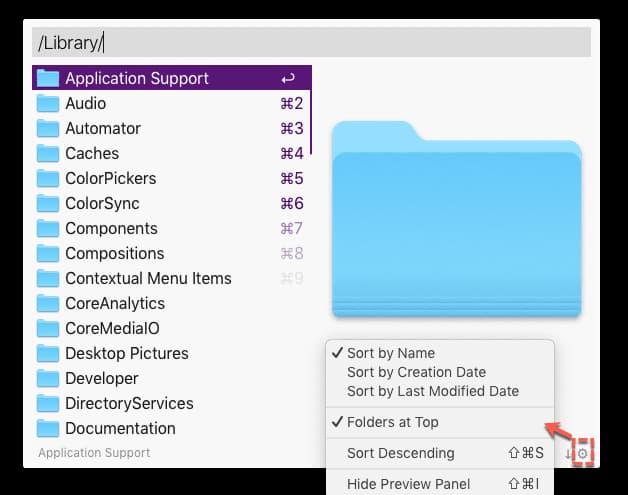 /Library/
Application Support ↩
Audio ⌘2
Automator ⌘3
Caches ⌘4
ColorPickers ⌘5
ColorSync ⌘6
Components ⌘7
Compositions ⌘8
Contextual Menu Items ⌘9
CoreAnalytics
CoreMediaIO
Desktop Pictures
Developer
DirectoryServices
Documentation
Application Support
✓ Sort by Name
Sort by Creation Date
Sort by Last Modified Date
✓ Folders at Top
Sort Descending ⇧⌘S
Hide Preview Panel ⇧⌘I